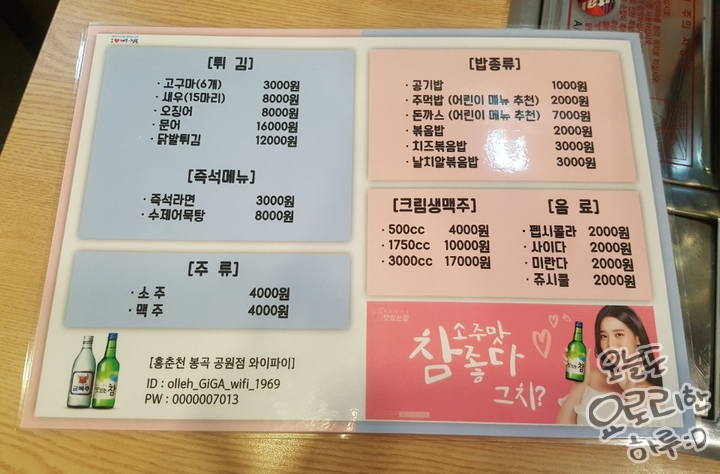 [튀 김]
· 고구마(6개) 3000원
· 새우(15마리) 8000원
· 오징어 8000원
· 문어 16000원
· 닭발튀김 12000원
[즉석메뉴]
· 즉석라면 3000원
· 수제어묵탕 8000원
[주 류]
· 소 주 4000원
· 맥 주 4000원
[홍춘천 봉곡 공원점 와이파이]
ID : olleh_GiGA_wifi_1969
PW : 0000007013
[밥종류]
· 공기밥 1000원
· 주먹밥 (어린이 메뉴 추천) 2000원
· 돈까스 (어린이 메뉴 추천) 7000원
· 볶음밥 2000원
· 치즈볶음밥 3000원
· 날치알볶음밥 3000원
[크림생맥주]
· 500cc 4000원
· 1750cc 10000원
· 3000cc 17000원
[음 료]
· 펩시콜라 2000원
· 사이다 2000원
· 미란다 2000원
· 쥬시쿨 2000원
소주맛
참좋다
그치?
참
오늘도
요로리한
하루:D